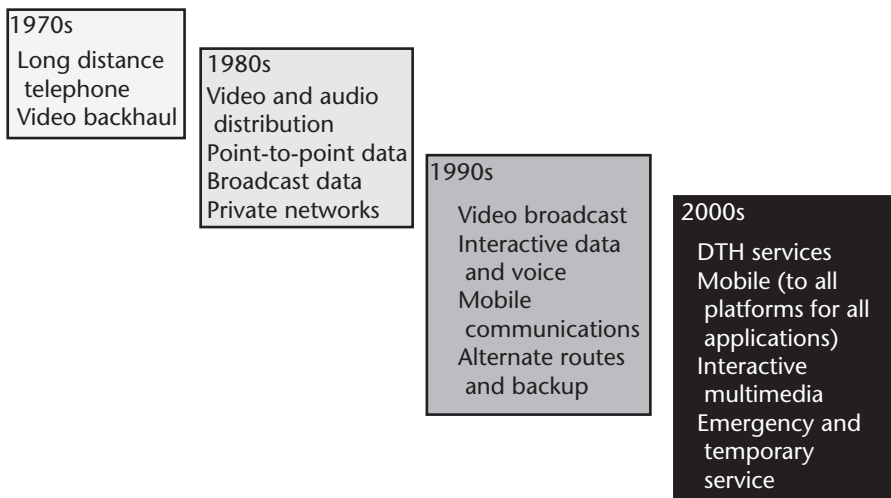 1970s
Long distance
telephone
Video backhaul
1980s
Video and audio
distribution
Point-to-point data
Broadcast data
Private networks
1990s
Video broadcast
Interactive data
and voice
Mobile
communications
Alternate routes
and backup
2000s
DTH services
Mobile (to all
platforms for all
applications)
Interactive
multimedia
Emergency and
temporary
service